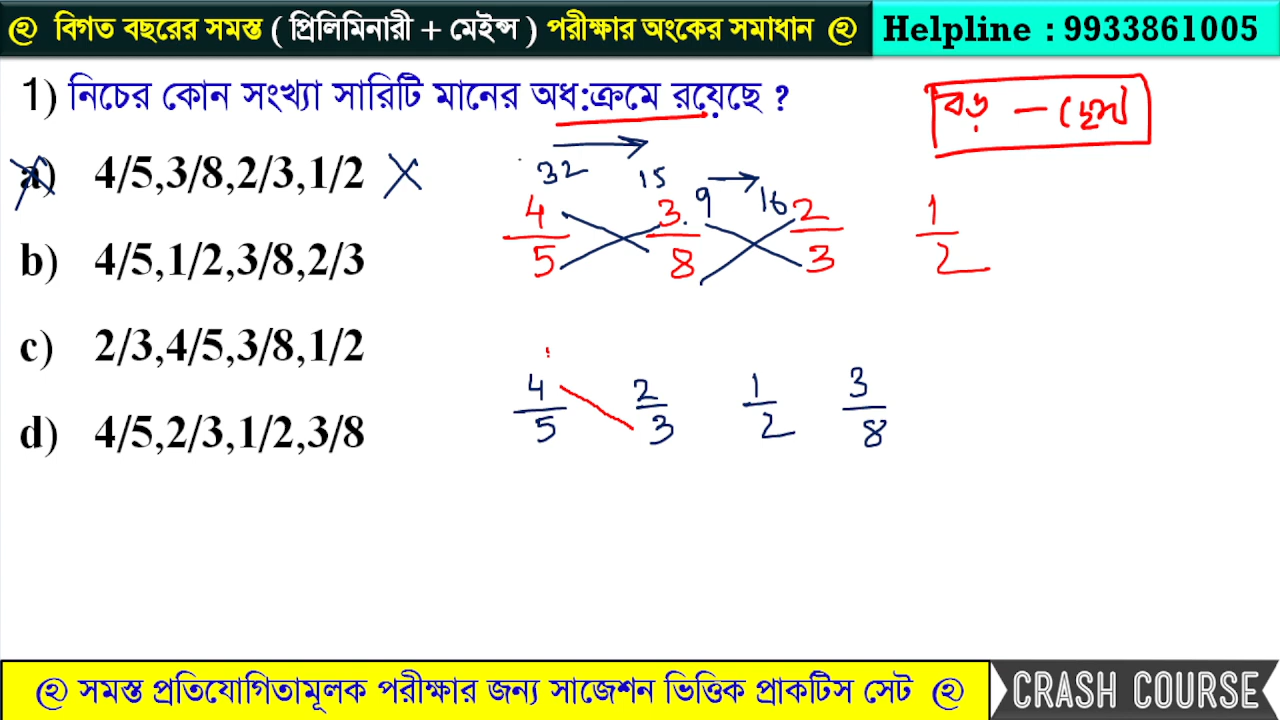 বিগত বছরের সমস্ত ( প্রিলিমিনারী + মেইন্স ) পরীক্ষার অংকের সমাধান
Helpline : 9933861005
1) নিচের কোন সংখ্যা সারিটি মানের অধ:ক্রমে রয়েছে ?
বড় —
a) 4/5,3/8,2/3,1/2
b) 4/5,1/2,3/8,2/3
c) 2/3,4/5,3/8,1/2
d) 4/5,2/3,1/2,3/8
32 15 9 16
4/5 3/8 2/3 1/2
4/5 2/3 1/2 3/8
সমস্ত প্রতিযোগিতামূলক পরীক্ষার জন্য সাজেশন ভিত্তিক প্রাকটিস সেট
CRASH COURSE